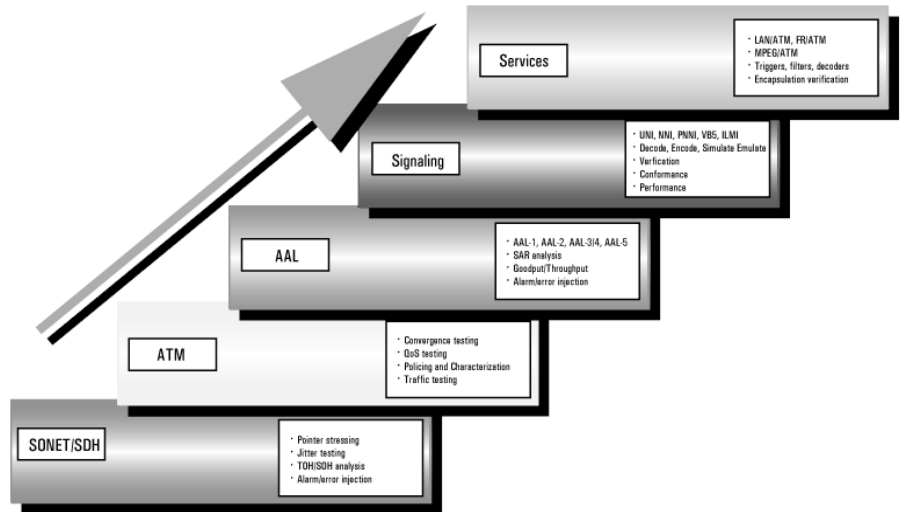 Services
· LAN/ATM, FR/ATM
· MPEG/ATM
· Triggers, filters, decoders
· Encapsulation verification
Signaling
· UNI, NNI, PNNI, VB5, ILMI
· Decode, Encode, Simulate Emulate
· Verfication
· Conformance
· Performance
AAL
· AAL-1, AAL-2, AAL-3/4, AAL-5
· SAR analysis
· Goodput/Throughput
· Alarm/error injection
ATM
· Convergence testing
· QoS testing
· Policing and Characterization
· Traffic testing
SONET/SDH
· Pointer stressing
· Jitter testing
· TOH/SOH analysis
· Alarm/error injection